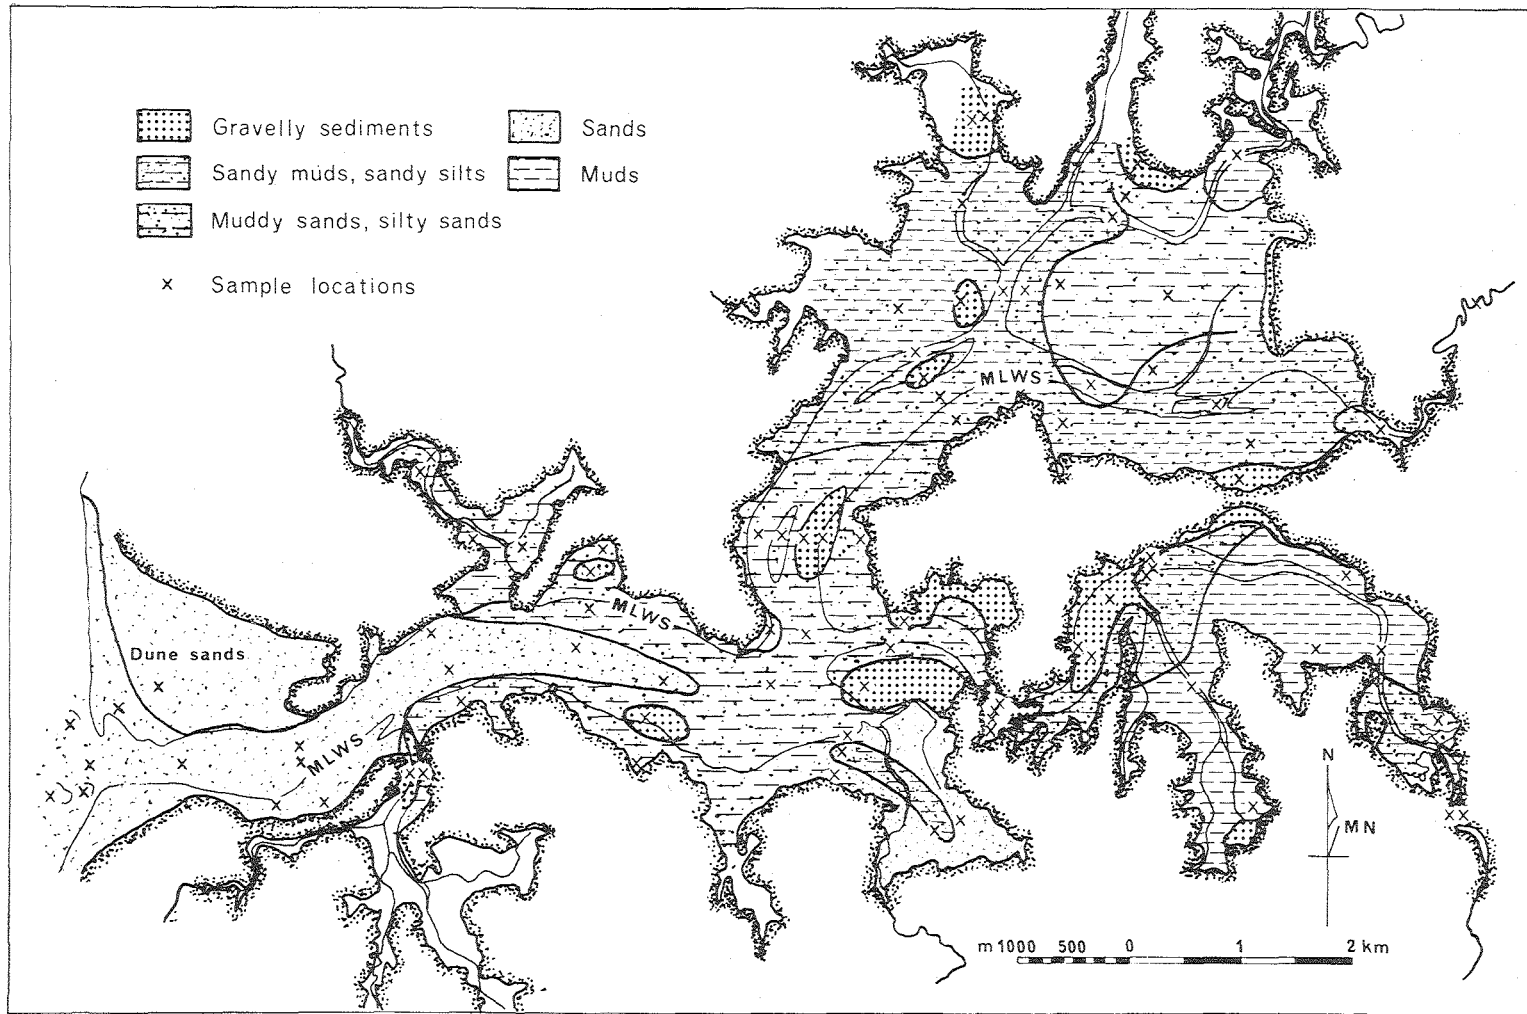 Gravelly sediments
Sands
Sandy muds, sandy silts
Muds
Muddy sands, silty sands
x Sample locations
MLWS
MLWS
Dune sands
MLWS
N
MN
m 1000 500 0 1 2 km